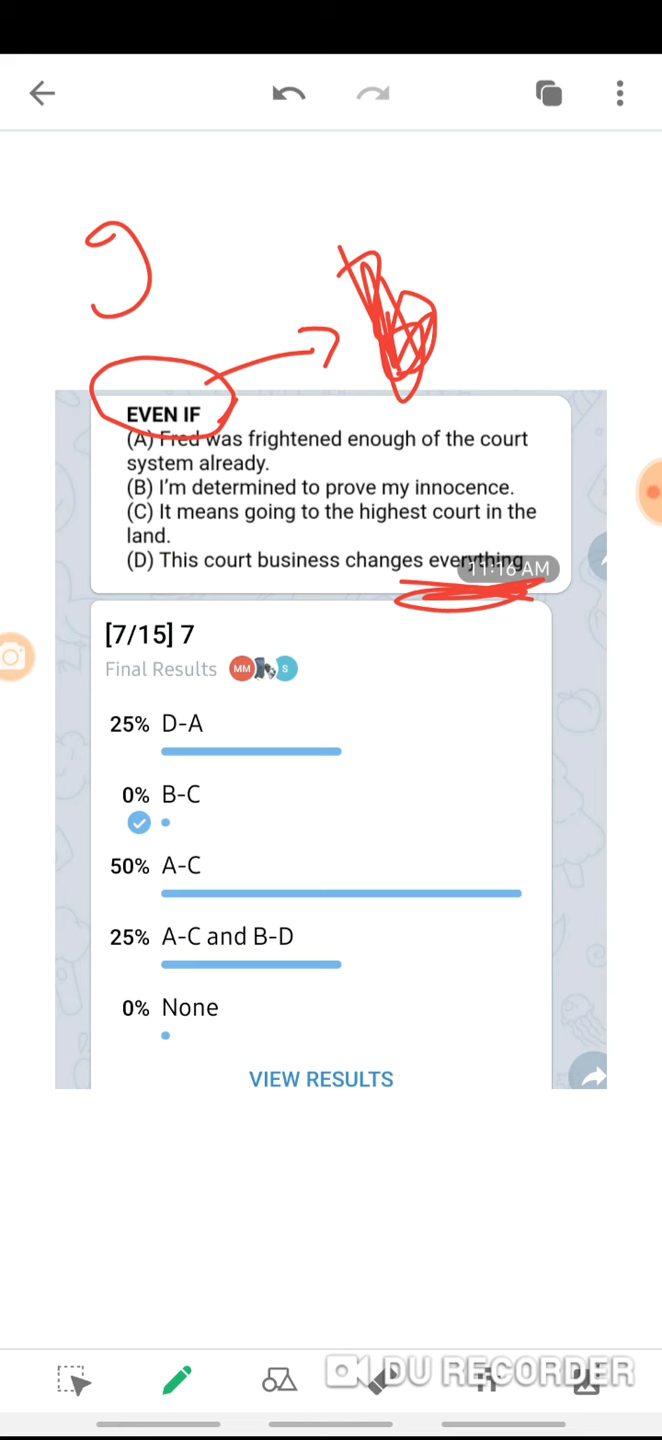 9
EVEN IF
(A) Fred was frightened enough of the court
system already.
(B) I'm determined to prove my innocence.
(C) It means going to the highest court in the
land.
(D) This court business changes everything
11:16 AM
[7/15] 7
Final Results MM S
25% D-A
0% B-C
50% A-C
25% A-C and B-D
0% None
VIEW RESULTS
DU RECORDER